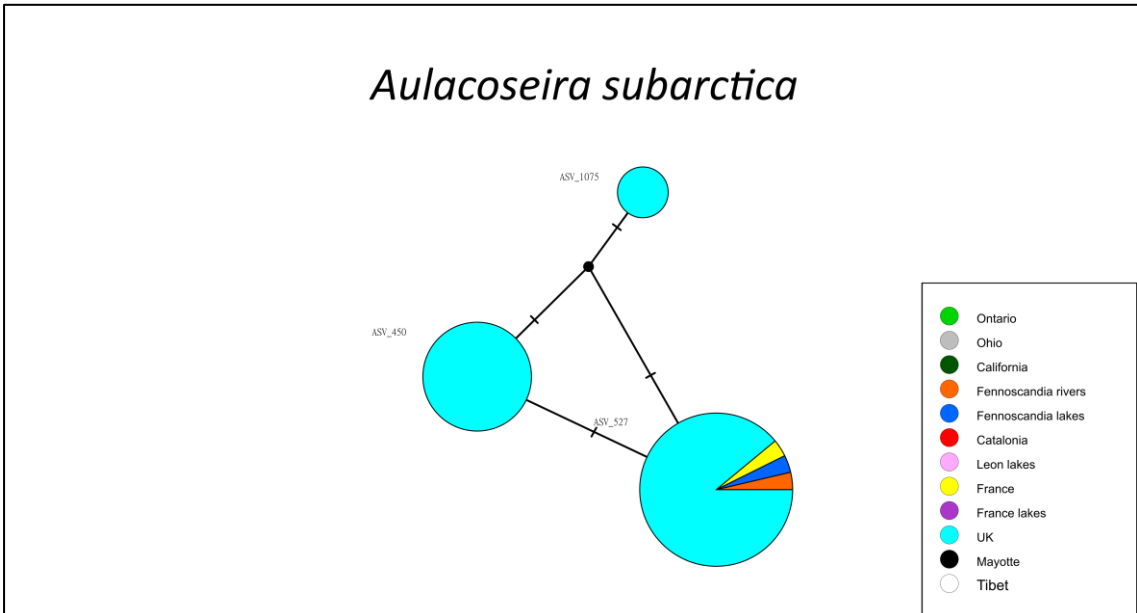 Aulacoseira subarctica
ASV_1075
ASV_450
ASV_527
Ontario
Ohio
California
Fennoscandia rivers
Fennoscandia lakes
Catalonia
Leon lakes
France
France lakes
UK
Mayotte
Tibet